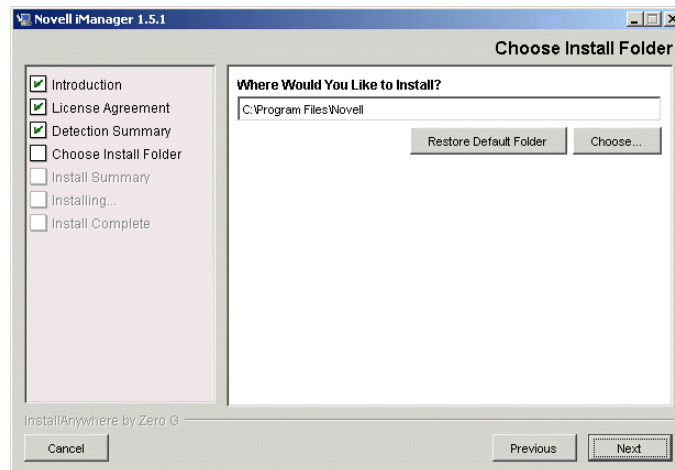 Novell iManager 1.5.1
Choose Install Folder
Introduction
License Agreement
Detection Summary
Choose Install Folder
Install Summary
Installing...
Install Complete
Where Would You Like to Install?
C:\Program Files\Novell
Restore Default Folder
Choose...
InstallAnywhere by Zero G
Cancel
Previous
Next